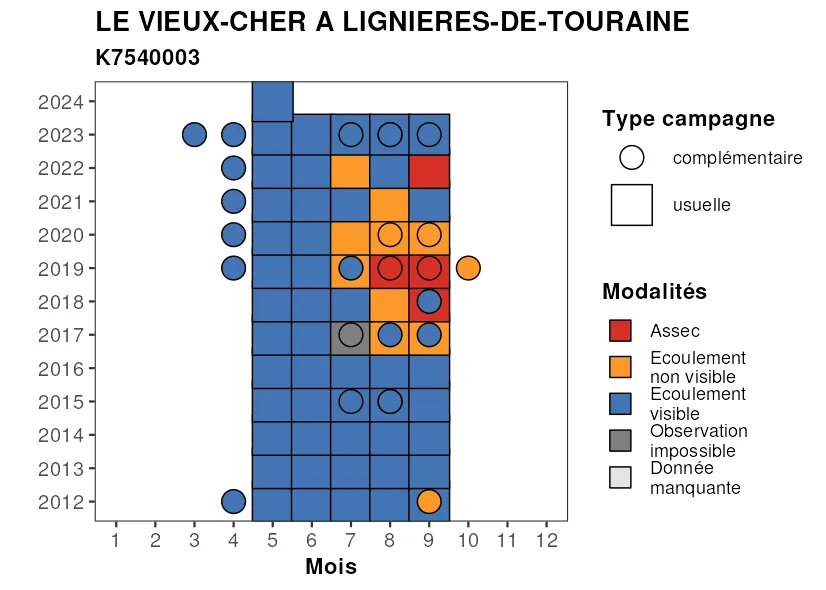 LE VIEUX-CHER A LIGNIERES-DE-TOURAINE
K7540003
2024
2023
2022
2021
2020
2019
2018
2017
2016
2015
2014
2013
2012
1 2 3 4 5 6 7 8 9 10 11 12
Mois
Type campagne
complémentaire
usuelle
Modalités
Assec
Ecoulement
non visible
Ecoulement
visible
Observation
impossible
Donnée
manquante